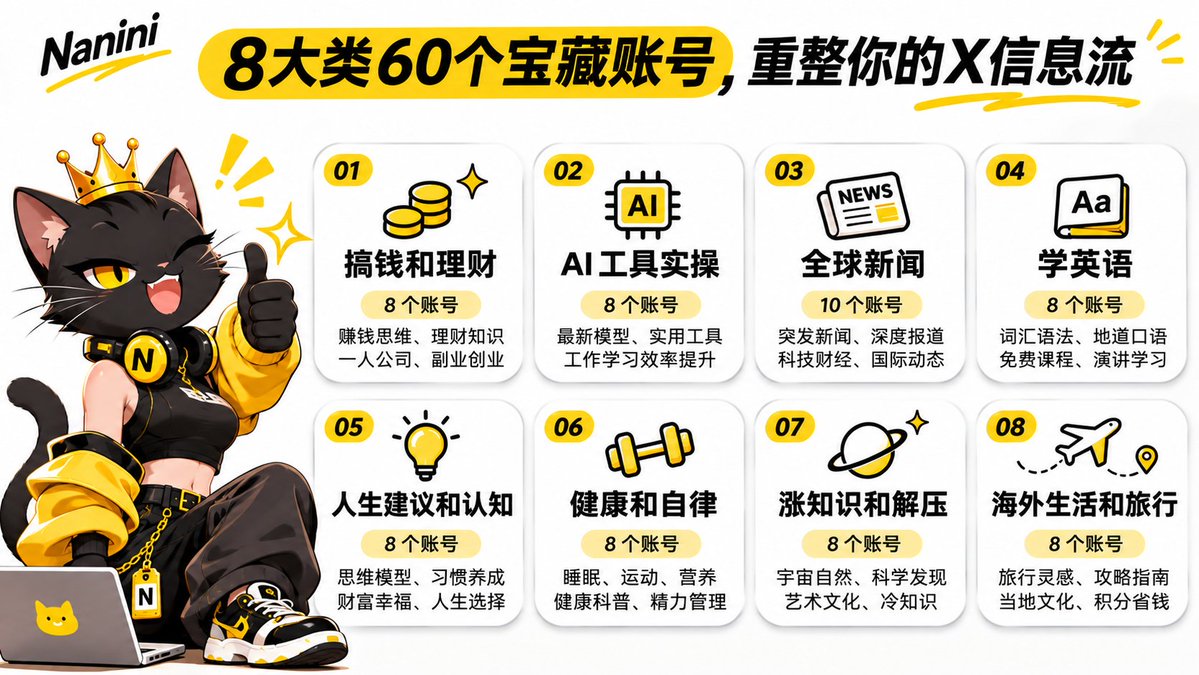 Nanini
8大类60个宝藏账号，重整你的X信息流
01
搞钱和理财
8 个账号
赚钱思维、理财知识
一人公司、副业创业
02
AI
AI工具实操
8 个账号
最新模型、实用工具
工作学习效率提升
03
NEWS
全球新闻
10 个账号
突发新闻、深度报道
科技财经、国际动态
04
Aa
学英语
8 个账号
词汇语法、地道口语
免费课程、演讲学习
05
人生建议和认知
8 个账号
思维模型、习惯养成
财富幸福、人生选择
06
健康和自律
8 个账号
睡眠、运动、营养
健康科普、精力管理
07
涨知识和解压
8 个账号
宇宙自然、科学发现
艺术文化、冷知识
08
海外生活和旅行
8 个账号
旅行灵感、攻略指南
当地文化、积分省钱
N
N